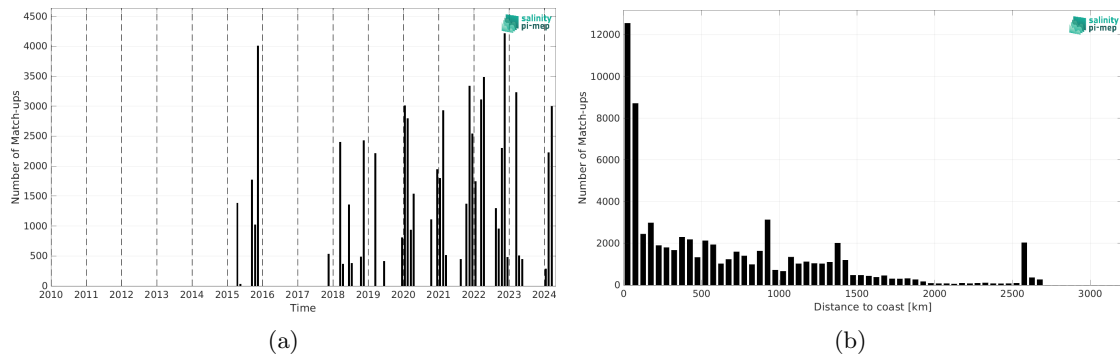 4500
4000
3500
3000
2500
2000
1500
1000
500
0
Number of Match-ups
2010 2011 2012 2013 2014 2015 2016 2017 2018 2019 2020 2021 2022 2023 2024
Time
salinity
pi-mep
(a)
12000
10000
8000
6000
4000
2000
0
Number of Match-ups
0 500 1000 1500 2000 2500 3000
Distance to coast [km]
salinity
pi-mep
(b)